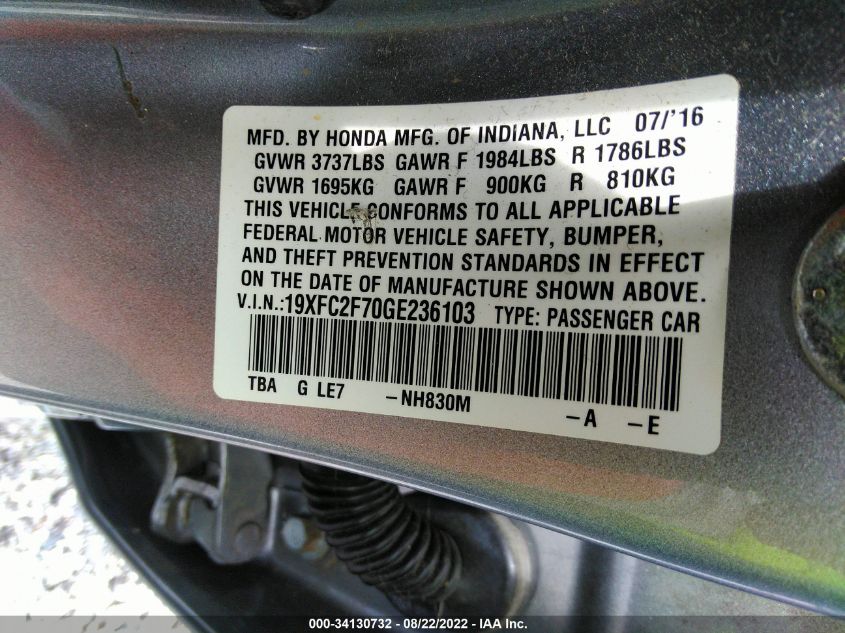 MFD. BY HONDA MFG. OF INDIANA, LLC 07/'16
GVWR 3737LBS GAWR F 1984LBS R 1786LBS
GVWR 1695KG GAWR F 900KG R 810KG
THIS VEHICLE CONFORMS TO ALL APPLICABLE
FEDERAL MOTOR VEHICLE SAFETY, BUMPER,
AND THEFT PREVENTION STANDARDS IN EFFECT
ON THE DATE OF MANUFACTURE SHOWN ABOVE.
V.I.N.:19XFC2F70GE236103 TYPE: PASSENGER CAR
TBA G LE7 -NH830M
-A -E
000-34130732 - 08/22/2022 - IAA Inc.